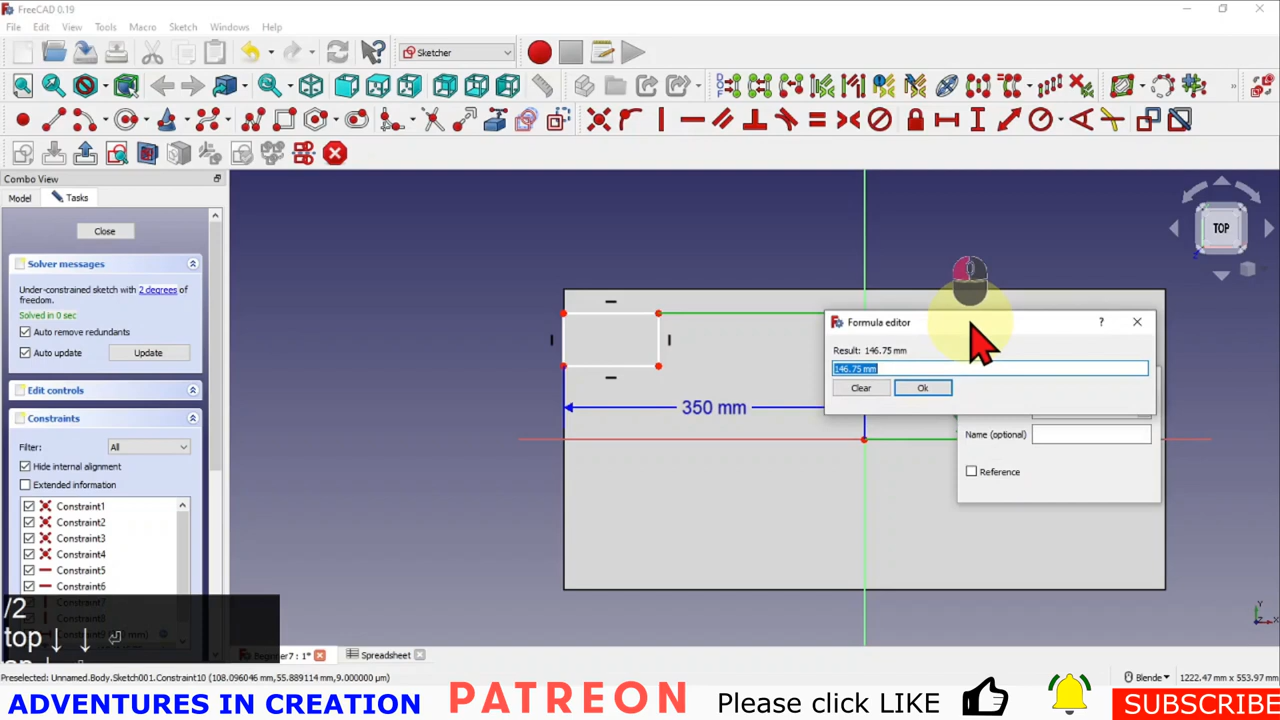 FreeCAD 0.19
File Edit View Tools Macro Sketch Windows Help
Sketcher
Combo View
Model Tasks
Close
Solver messages
Under-constrained sketch with 2 degrees of
freedom.
Solved in 0 sec
Auto remove redundants
Auto update Update
Edit controls
Constraints
Filter: All
Hide internal alignment
Extended information
Constraint1
Constraint2
Constraint3
Constraint4
Constraint5
Constraint6
/2
top ↓ ↓ ⏎
TOP
350 mm
Formula editor
Result: 146.75 mm
146.75 mm
Clear Ok
Name (optional)
Reference
Y
X
Z
7 : 1* Spreadsheet
Preselected: Unnamed.Body.Sketch001.Constraint10 (108.096046 mm,55.889114 mm,9.000000 µm)
Blende 1222.47 mm x 553.97 mm
ADVENTURES IN CREATION PATREON Please click LIKE SUBSCRIBE